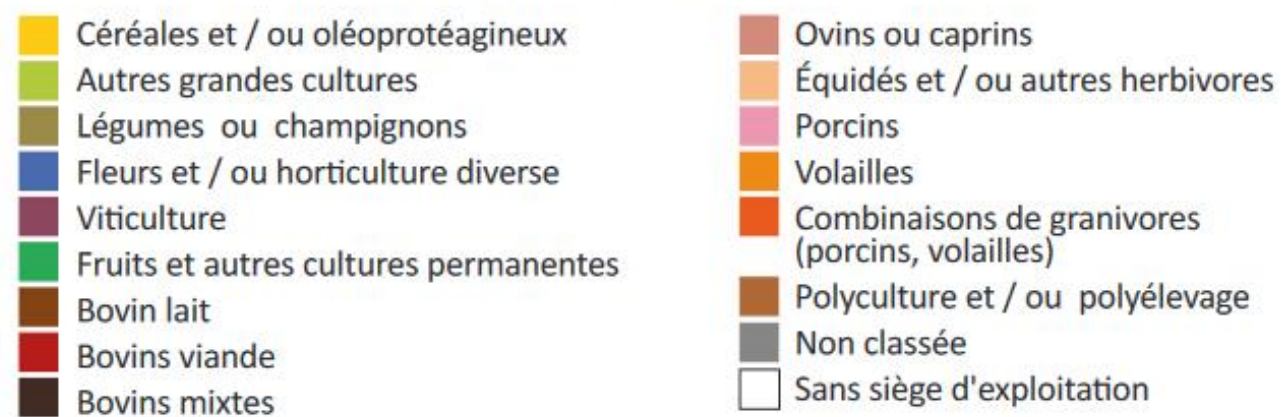 Céréales et / ou oléoprotéagineux
Autres grandes cultures
Légumes ou champignons
Fleurs et / ou horticulture diverse
Viticulture
Fruits et autres cultures permanentes
Bovin lait
Bovins viande
Bovins mixtes
Ovins ou caprins
Équidés et / ou autres herbivores
Porcins
Volailles
Combinaisons de granivores
(porcins, volailles)
Polyculture et / ou polyélevage
Non classée
Sans siège d'exploitation